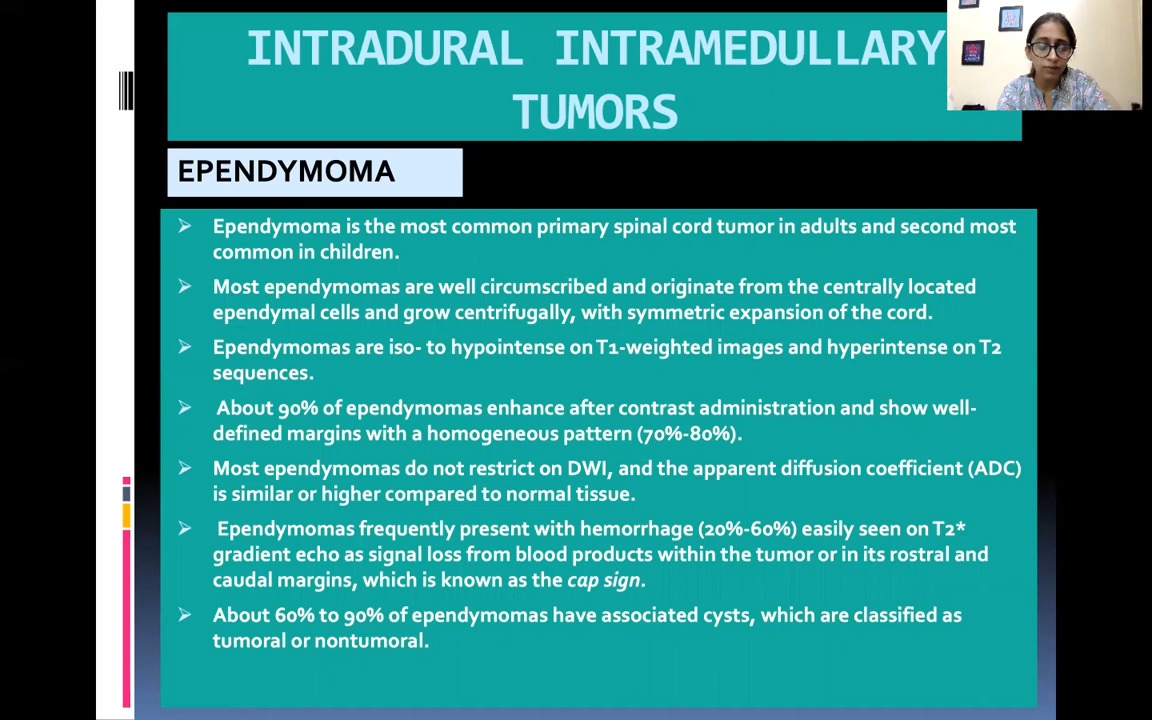 INTRADURAL INTRAMEDULLARY
TUMORS
EPENDYMOMA
Ependymoma is the most common primary spinal cord tumor in adults and second most
common in children.
Most ependymomas are well circumscribed and originate from the centrally located
ependymal cells and grow centrifugally, with symmetric expansion of the cord.
Ependymomas are iso- to hypointense on T1-weighted images and hyperintense on T2
sequences.
About 90% of ependymomas enhance after contrast administration and show well-
defined margins with a homogeneous pattern (70%-80%).
Most ependymomas do not restrict on DWI, and the apparent diffusion coefficient (ADC)
is similar or higher compared to normal tissue.
Ependymomas frequently present with hemorrhage (20%-60%) easily seen on T2*
gradient echo as signal loss from blood products within the tumor or in its rostral and
caudal margins, which is known as the cap sign.
About 60% to 90% of ependymomas have associated cysts, which are classified as
tumoral or nontumoral.